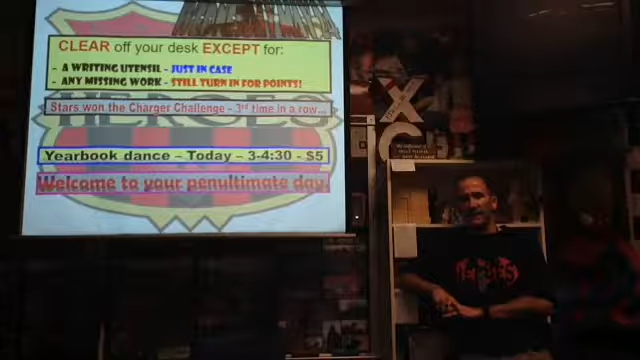 CLEAR off your desk EXCEPT for:
- A WRITING UTENSIL - JUST IN CASE
- ANY MISSING WORK - STILL TURN IN FOR POINTS!
HEROES
Stars won the Charger Challenge - 3rd time in a row...
Yearbook dance – Today – 3-4:30 - $5
Welcome to your penultimate day.
X
C
HEROES